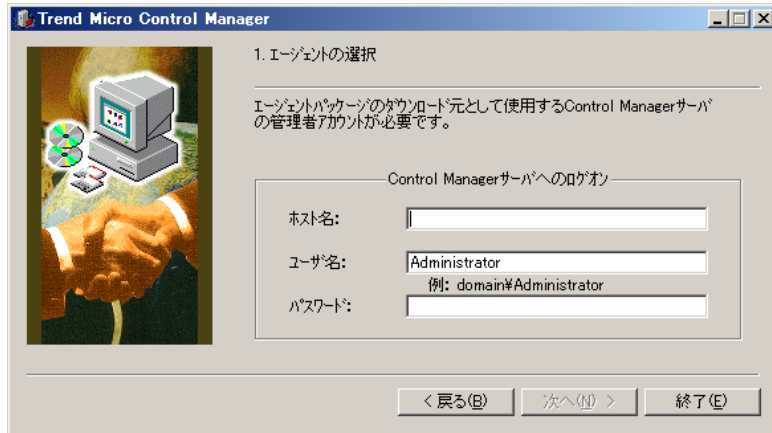 Trend Micro Control Manager
1. エージェントの選択
エージェントパッケージのダウンロード元として使用するControl Managerサーバ
の管理者アカウントが必要です。
Control Managerサーバへのログオン
ホスト名:
ユーザ名:
Administrator
例: domain¥Administrator
パスワード:
< 戻る(B)
次へ(N) >
終了(E)